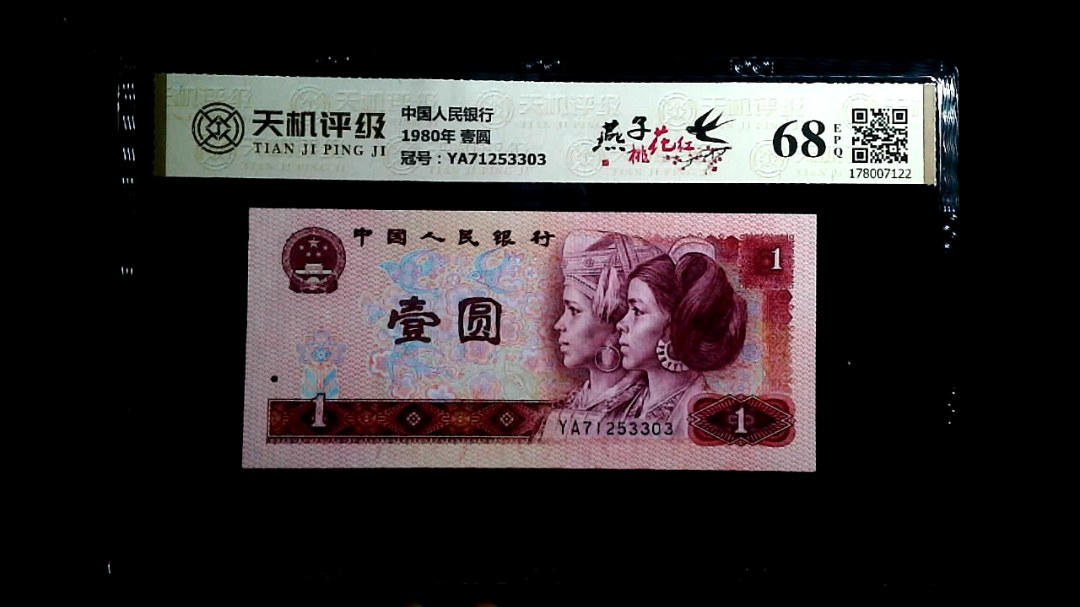 天机评级
TIAN JI PING JI
中国人民银行
1980年 壹圆
冠号：YA71253303
燕子
桃花红
68
EPQ
178007122
中国人民银行
1
壹圆
1
YA71253303
1